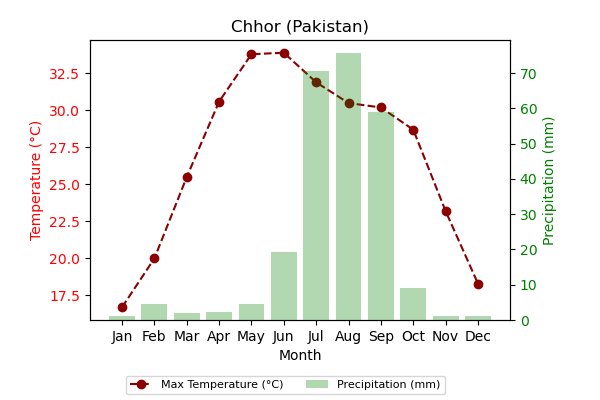 Chhor (Pakistan)
Temperature (°C)
32.5
30.0
27.5
25.0
22.5
20.0
17.5
70
60
50
40
30
20
10
0
Precipitation (mm)
Jan Feb Mar Apr May Jun Jul Aug Sep Oct Nov Dec
Month
Max Temperature (°C) Precipitation (mm)